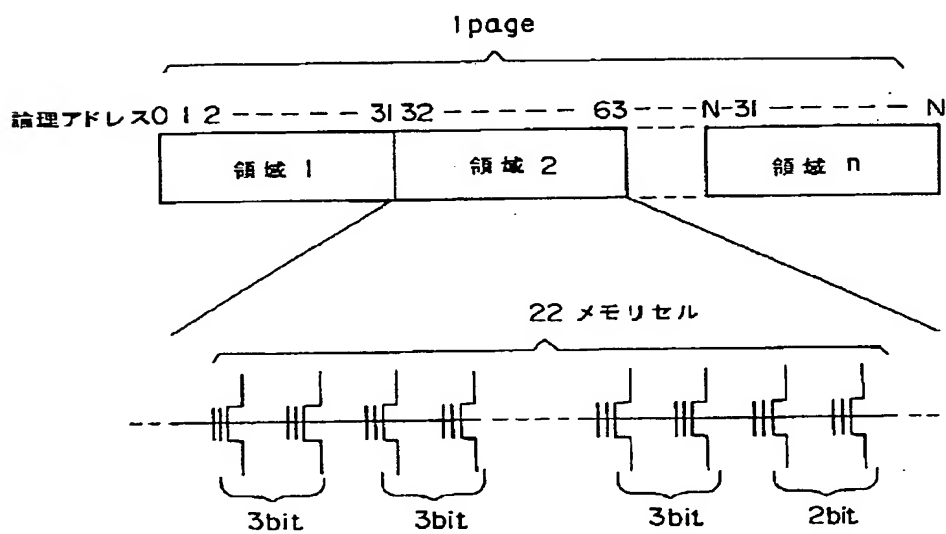 1page
論理アドレス0 1 2 ------ 31 32 ------ 63 ---N-31 ------ N
領域 1 領域 2 領域 n
22 メモリセル
3bit 3bit 3bit 2bit